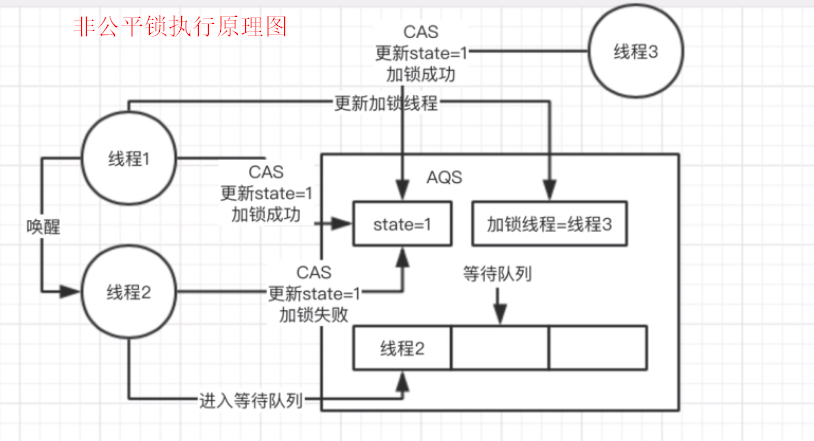 非公平锁执行原理图
CAS
更新state=1
加锁成功
线程3
更新加锁线程
线程1
CAS
更新state=1
加锁成功
AQS
state=1
加锁线程=线程3
唤醒
线程2
CAS
更新state=1
加锁失败
等待队列
线程2
进入等待队列